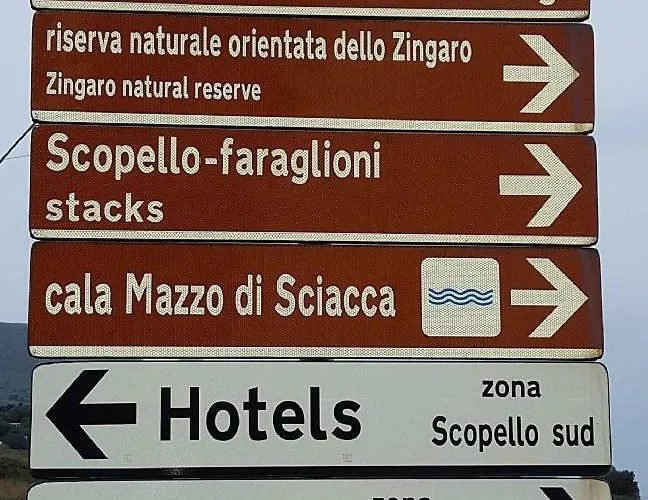 riserva naturale orientata dello Zingaro
Zingaro natural reserve
Scopello-faraglioni
stacks
cala Mazzo di Sciacca
Hotels
zona
Scopello sud
zona